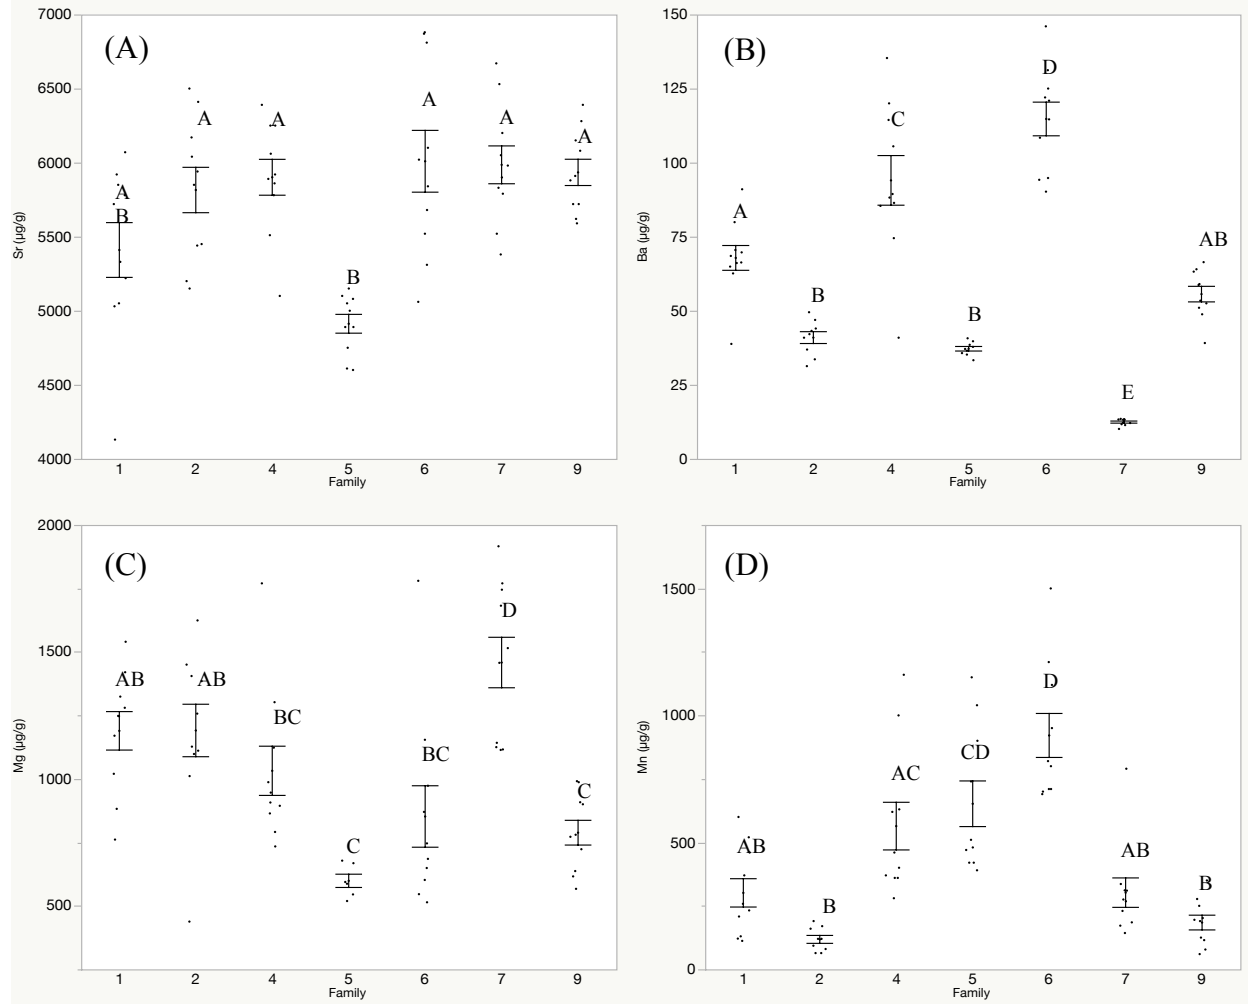 (A)
7000
6500
6000
5500
5000
4500
4000
Sr (µg/g)
A
B
A
A
B
A
A
A
1 2 4 5 6 7 9
Family
(B)
150
125
100
75
50
25
0
Ba (µg/g)
A
B
C
B
D
E
AB
1 2 4 5 6 7 9
Family
(C)
2000
1500
1000
500
Mg (µg/g)
AB
AB
BC
C
BC
D
C
1 2 4 5 6 7 9
Family
(D)
1500
1000
500
0
Mn (µg/g)
AB
B
AC
CD
D
AB
B
1 2 4 5 6 7 9
Family